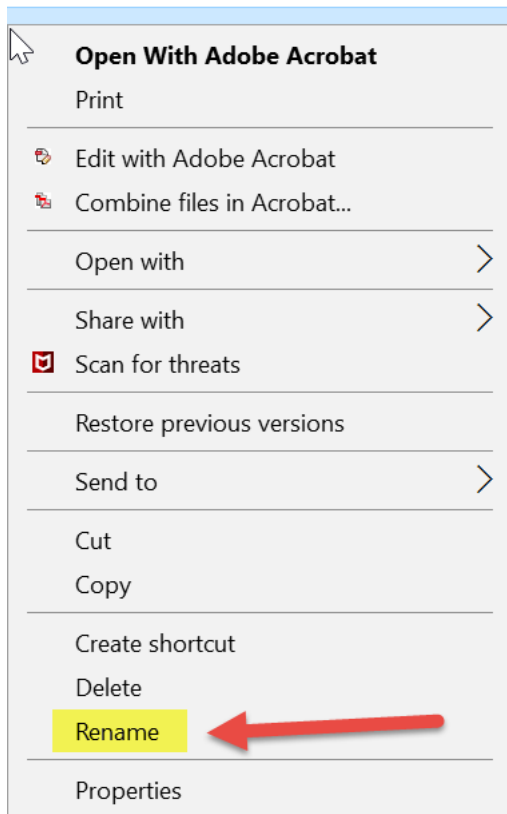 Open With Adobe Acrobat
Print
Edit with Adobe Acrobat
Combine files in Acrobat...
Open with
Share with
Scan for threats
Restore previous versions
Send to
Cut
Copy
Create shortcut
Delete
Rename
Properties